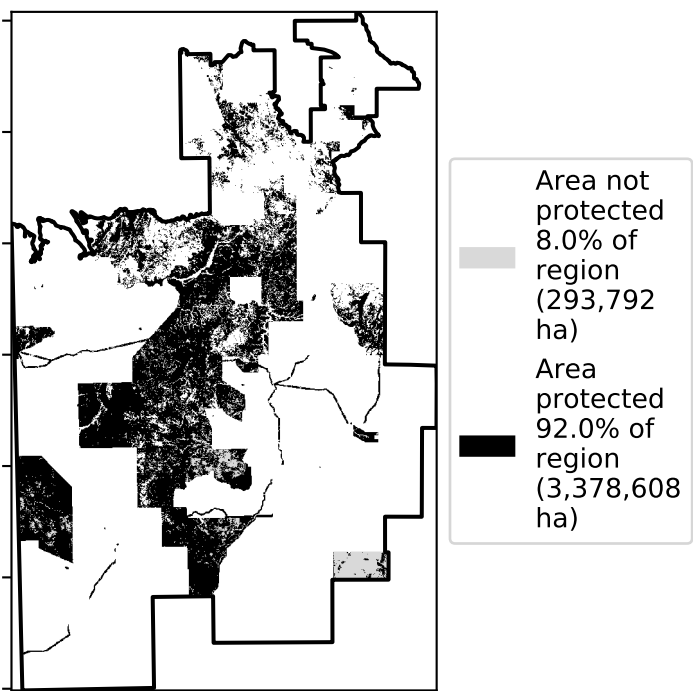 Area not
protected
8.0% of
region
(293,792
ha)
Area
protected
92.0% of
region
(3,378,608
ha)